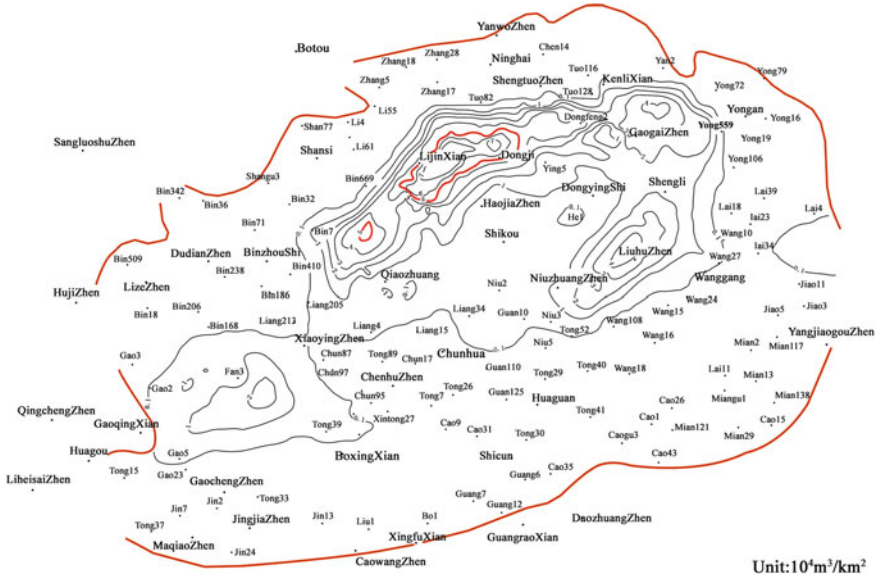 YanwoZhen
Botou
Chen14
Zhang28
Zhang18
Ninghai
Yan2
Tuo116
Yong79
Zhang5
ShengtuoZhen
KenliXian
Yong72
Zhang17
Tuo128
Tuo82
Li55
Yongan
Yong16
Shan77
Li4
Dongfeng2
GaogaiZhen
Yong559
SangluoshuZhen
Li61
Yong19
Shansi
LijinXian
Dongji
Ying5
Yong106
Shangu3
Bin669
DongyingShi
Shengli
Bin342
Bin36
Bin32
HaojiaZhen
Lai39
He1
Lai18
Lai4
Bin71
Bin7
lai23
Shikou
Wang10
DudianZhen
BinzhouShi
LiuhuZhen
lai34
Bin509
Wang27
Bin238
Bin410
Qiaozhuang
Wanggang
LizeZhen
Niu2
NiuzhuangZhen
Jiao11
HujiZhen
BIn186
Bin206
Liang205
Wang24
Jiao3
Bin18
Liang34
Guan10
Niu3
Wang15
Jiao5
Bin168
Liang213
Liang4
Liang15
Tong52
Wang108
YangjiaogouZhen
XiaoyingZhen
Niu5
Wang16
Mian2
Mian117
Chun87
Tong89
Chun17
Chunhua
Gao3
Guan110
Fan3
Chun97
ChenhuZhen
Tong29
Tong40
Wang18
Lai11
Mian13
Gao2
Tong26
Guan125
Chun95
Tong7
Huaguan
Miangu1
Mian138
QingchengZhen
Xintong27
Tong41
Cao26
GaoqingXian
Tong39
Cao9
Cao31
Tong30
Cao1
Mian121
Mian29
Cao15
Caogu3
Huagou
Gao5
BoxingXian
Shicun
Cao43
Tong15
Gao23
Guang6
Cao35
LiheisaiZhen
GaochengZhen
Tong33
Guang7
Jin7
Jin2
Guang12
Tong37
JingjiaZhen
Jin13
Liu1
Bo1
DaozhuangZhen
MaqiaoZhen
XingfuXian
GuangraoXian
Jin24
CaowangZhen
Unit:10⁴m³/km²